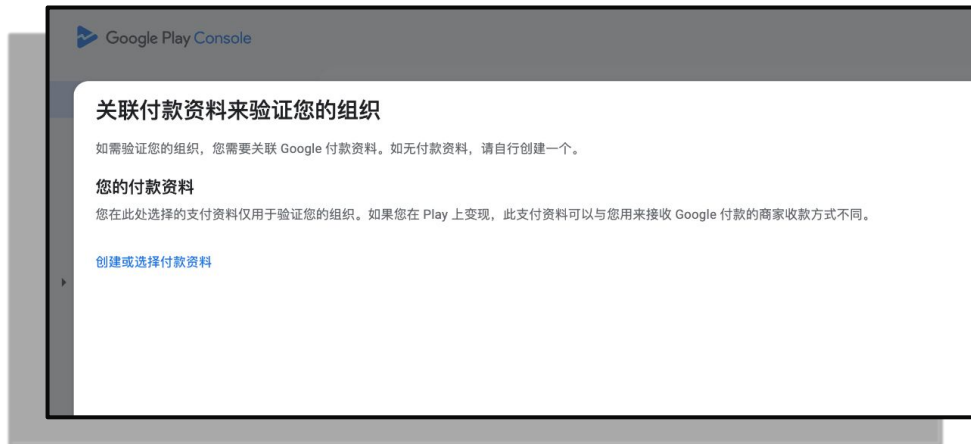 Google Play Console
关联付款资料来验证您的组织
如需验证您的组织，您需要关联 Google 付款资料。如无付款资料，请自行创建一个。
您的付款资料
您在此处选择的支付资料仅用于验证您的组织。如果您在 Play 上变现，此支付资料可以与您用来接收 Google 付款的商家收款方式不同。
创建或选择付款资料